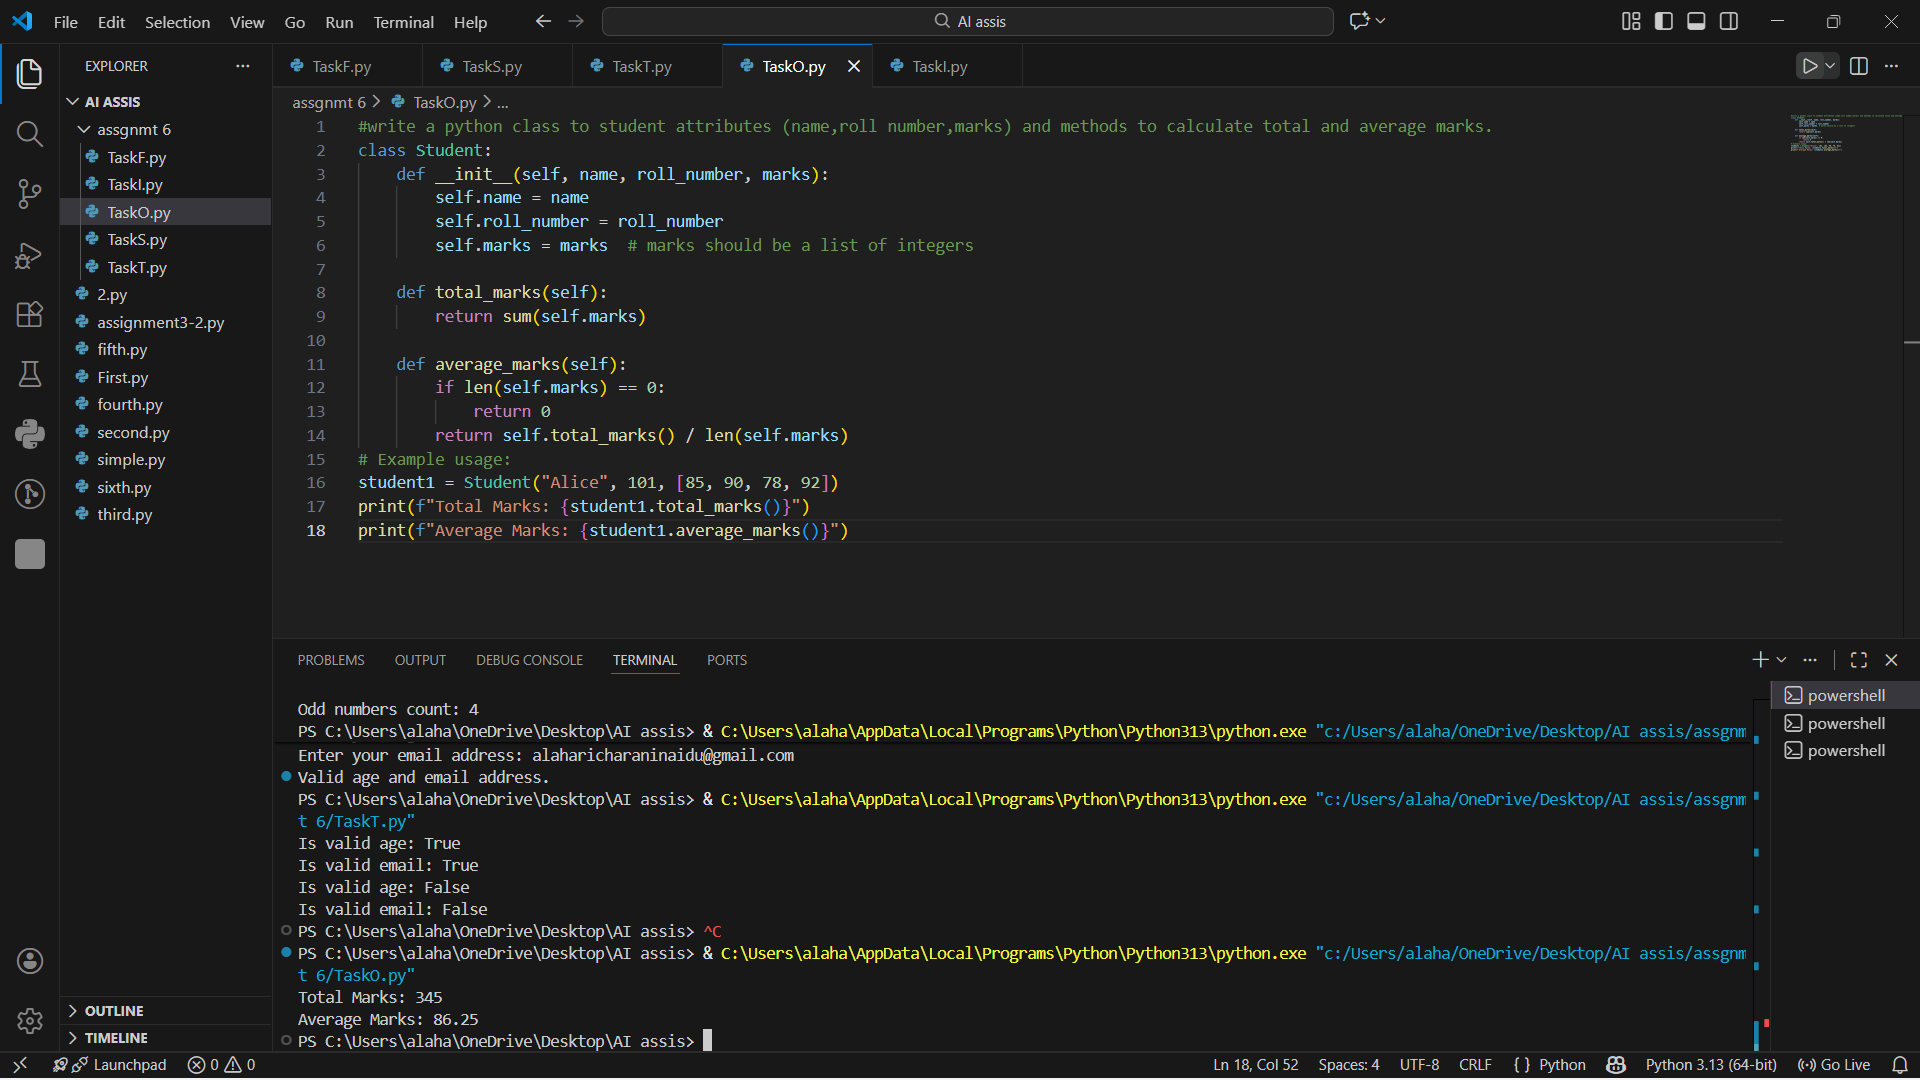 File Edit Selection View Go Run Terminal Help
AI assis
EXPLORER
AI ASSIS
assgnmt 6
TaskF.py
TaskI.py
TaskO.py
TaskS.py
TaskT.py
2.py
assignment3-2.py
fifth.py
First.py
fourth.py
second.py
simple.py
sixth.py
third.py
OUTLINE
TIMELINE
TaskF.py TaskS.py TaskT.py TaskO.py TaskI.py
assgnmt 6 > TaskO.py > ...
1 #write a python class to student attributes (name,roll number,marks) and methods to calculate total and average marks.
2 class Student:
3     def __init__(self, name, roll_number, marks):
4         self.name = name
5         self.roll_number = roll_number
6         self.marks = marks  # marks should be a list of integers
7
8     def total_marks(self):
9         return sum(self.marks)
10
11     def average_marks(self):
12         if len(self.marks) == 0:
13             return 0
14         return self.total_marks() / len(self.marks)
15 # Example usage:
16 student1 = Student("Alice", 101, [85, 90, 78, 92])
17 print(f"Total Marks: {student1.total_marks()}")
18 print(f"Average Marks: {student1.average_marks()}")
PROBLEMS OUTPUT DEBUG CONSOLE TERMINAL PORTS
Odd numbers count: 4
PS C:\Users\alaha\OneDrive\Desktop\AI assis> & C:\Users\alaha\AppData\Local\Programs\Python\Python313\python.exe "c:/Users/alaha/OneDrive/Desktop/AI assis/assgnm
Enter your email address: alaharicharaninaidu@gmail.com
Valid age and email address.
PS C:\Users\alaha\OneDrive\Desktop\AI assis> & C:\Users\alaha\AppData\Local\Programs\Python\Python313\python.exe "c:/Users/alaha/OneDrive/Desktop/AI assis/assgnm
t 6/TaskT.py"
Is valid age: True
Is valid email: True
Is valid age: False
Is valid email: False
PS C:\Users\alaha\OneDrive\Desktop\AI assis> ^C
PS C:\Users\alaha\OneDrive\Desktop\AI assis> & C:\Users\alaha\AppData\Local\Programs\Python\Python313\python.exe "c:/Users/alaha/OneDrive/Desktop/AI assis/assgnm
t 6/TaskO.py"
Total Marks: 345
Average Marks: 86.25
PS C:\Users\alaha\OneDrive\Desktop\AI assis>
powershell
powershell
powershell
Launchpad 0 0 Ln 18, Col 52 Spaces: 4 UTF-8 CRLF {} Python Python 3.13 (64-bit) Go Live